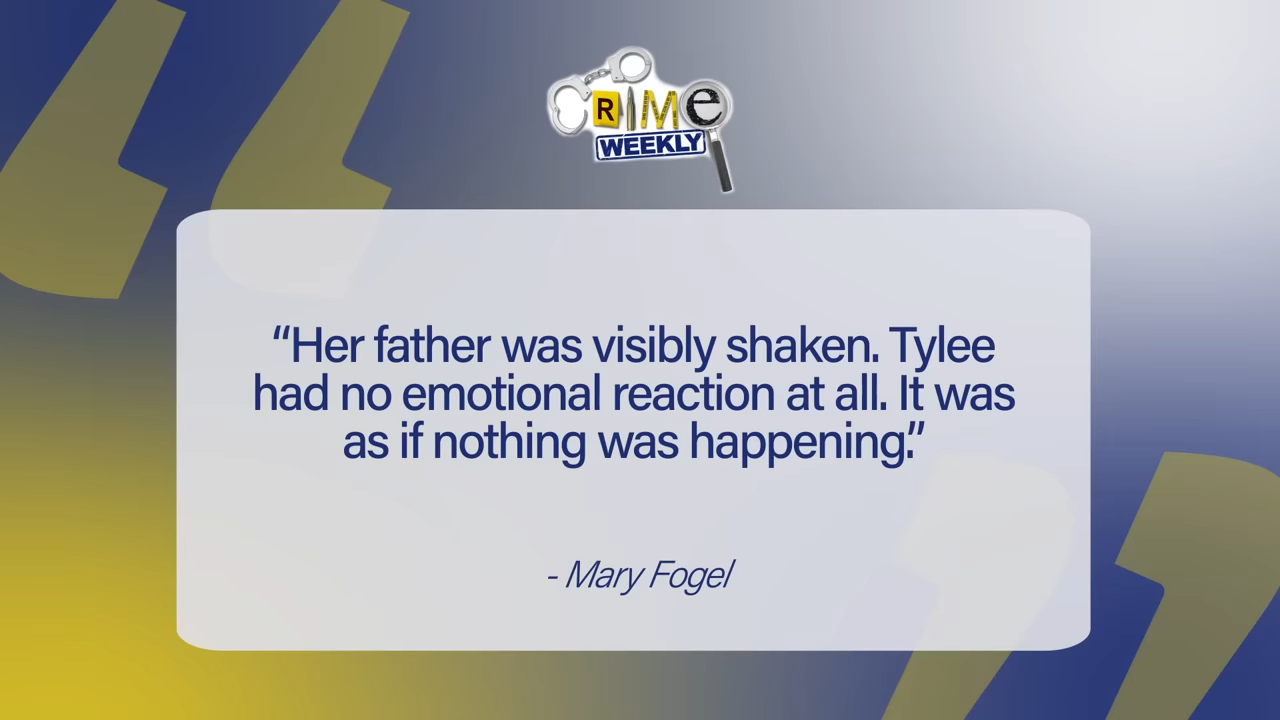 CRIMe
WEEKLY
“Her father was visibly shaken. Tylee
had no emotional reaction at all. It was
as if nothing was happening.”
- Mary Fogel